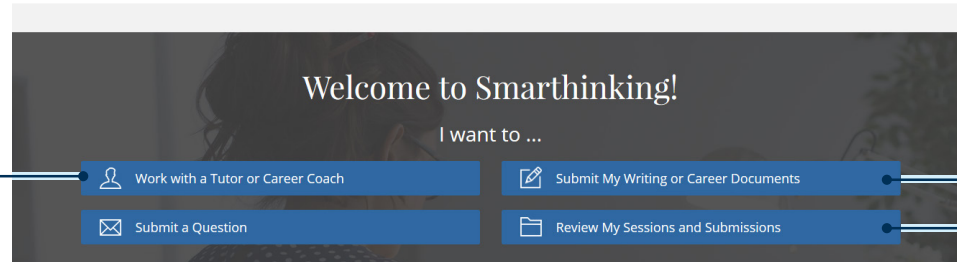 Welcome to Smarthinking!
I want to ...
Work with a Tutor or Career Coach
Submit My Writing or Career Documents
Submit a Question
Review My Sessions and Submissions